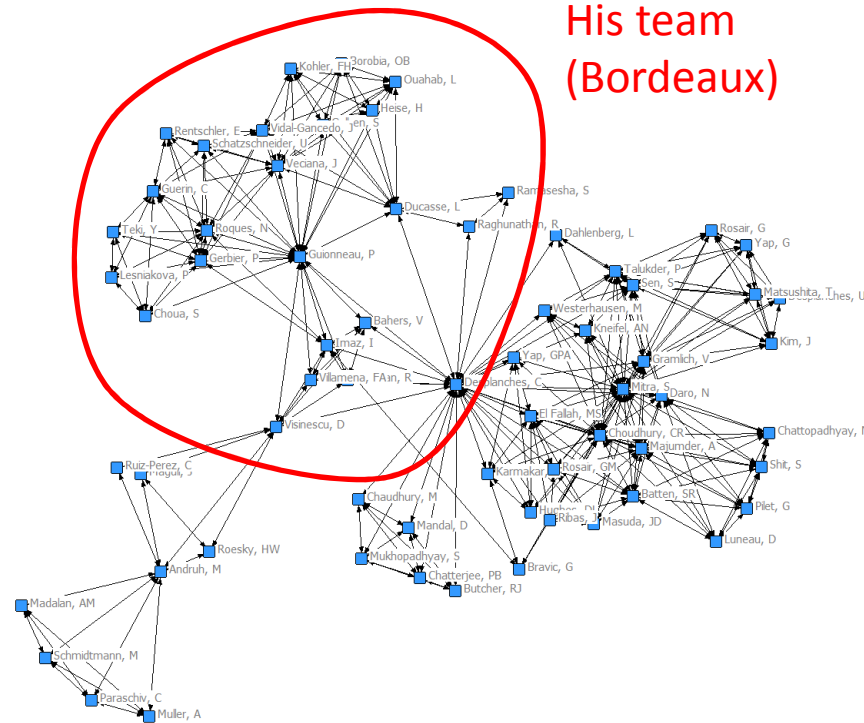 His team
(Bordeaux)
Kohler, FH
Borobia, OB
Ouahab, L
Heise, H
Rentschler, E
Vidal-Gancedo, J
Schatzschneider, U
Veciana, J
Guerin, C
Ducasse, L
Ramasesha, S
Raghunathan, R
Teki, Y
Roques, N
Guionneau, P
Gerbier, P
Lesniakova, P
Choua, S
Dahlenberg, L
Rosair, G
Yap, G
Talukder, P
Sen, S
Matsushita, T
Westerhausen, M
Kneifel, AN
Kim, J
Bahers, V
Imaz, I
Yap, GPA
Gramlich, V
Villamena, FA
Desplanches, C
Mitra, S
Daro, N
El Fallah, MS
Visinescu, D
Choudhury, CR
Majumder, A
Chattopadhyay,
Ruiz-Perez, C
Karmakar,
Rosair, GM
Shit, S
Chaudhury, M
Batten, SR
Ribas, J
Masuda, JD
Pilet, G
Mandal, D
Luneau, D
Roesky, HW
Mukhopadhyay, S
Andruh, M
Bravic, G
Chatterjee, PB
Butcher, RJ
Madalan, AM
Schmidtmann, M
Paraschiv, C
Muller, A